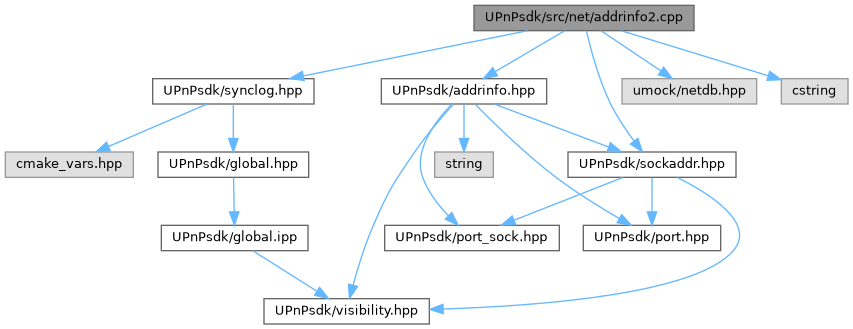 UPnPsdk/src/net/addrinfo2.cpp
UPnPsdk/synclog.hpp
UPnPsdk/addrinfo.hpp
umock/netdb.hpp
cstring
cmake_vars.hpp
UPnPsdk/global.hpp
string
UPnPsdk/sockaddr.hpp
UPnPsdk/global.ipp
UPnPsdk/port_sock.hpp
UPnPsdk/port.hpp
UPnPsdk/visibility.hpp